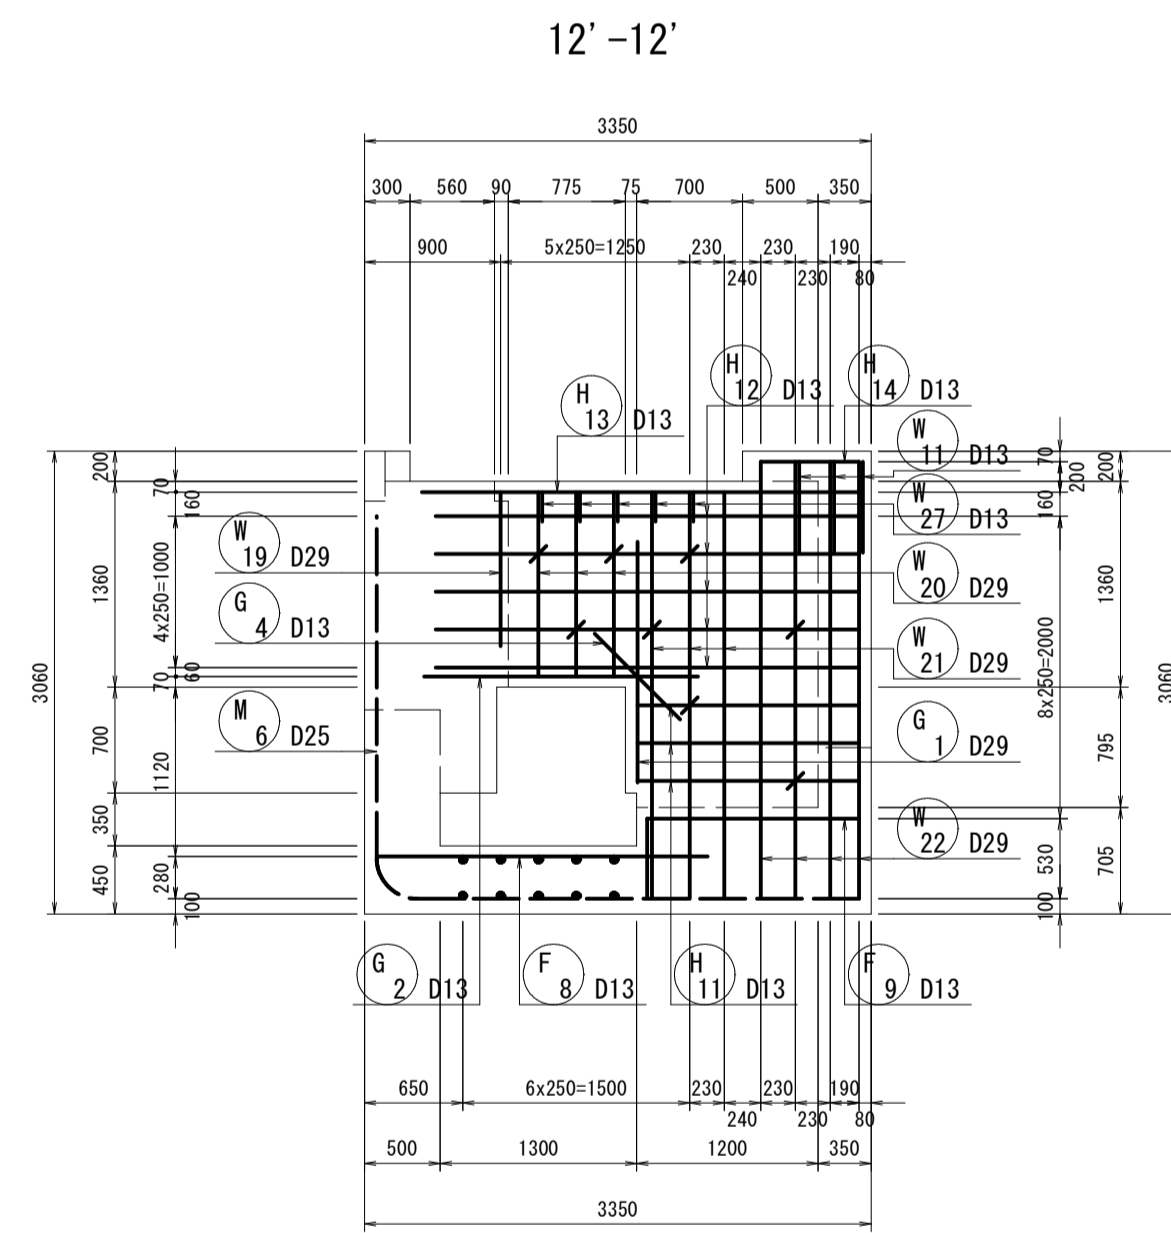 12'-12'
3350
300 560 90 775 75 700 500 350
900 5x250=1250 230 230 190
240 230 80
H 12 D13
H 14 D13
H 13 D13
W 11 D13
W 27 D13
W 19 D29
W 20 D29
G 4 D13
W 21 D29
M 6 D25
G 1 D29
W 22 D29
G 2 D13
F 8 D13
H 11 D13
F 9 D13
3060
200
1360
700
350
450
70
160
4x250=1000
60
70
1120
280
100
70
200
160
8x250=2000
530
100
200
1360
795
705
3060
650 6x250=1500 230 230 190
240 230 80
500 1300 1200 350
3350